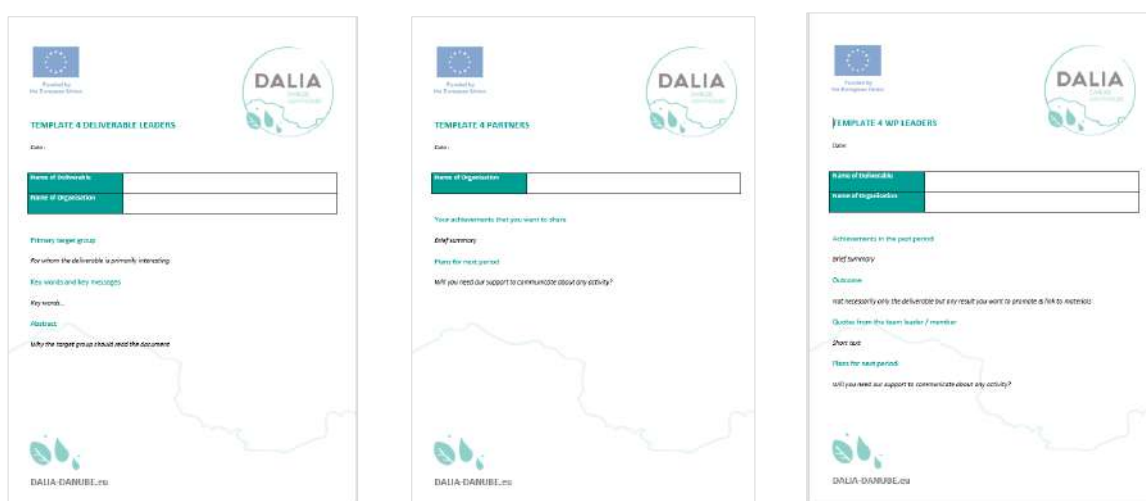 Funded by
the European Union
DALIA
DANUBE
TEMPLATE 4 DELIVERABLE LEADERS
Date:
Name of Deliverable
Name of Organisation
Primary target group
For whom the deliverable is primarily interesting.
Key words and key messages
Key words...
Abstract
Why the target group should read the document
DALIA-DANUBE.eu
Funded by
the European Union
DALIA
DANUBE
TEMPLATE 4 PARTNERS
Date:
Name of Organisation
Your achievements that you want to share
Brief summary
Plans for next period
Will you need our support to communicate about any activity?
DALIA-DANUBE.eu
Funded by
the European Union
DALIA
DANUBE
TEMPLATE 4 WP LEADERS
Date:
Name of Deliverable
Name of Organisation
Achievements in the past period
Brief summary
Outcome
not necessarily only the deliverable but any result you want to promote & link to materials
Quotes from the team leader / member
Short text
Plans for next period
Will you need our support to communicate about any activity?
DALIA-DANUBE.eu